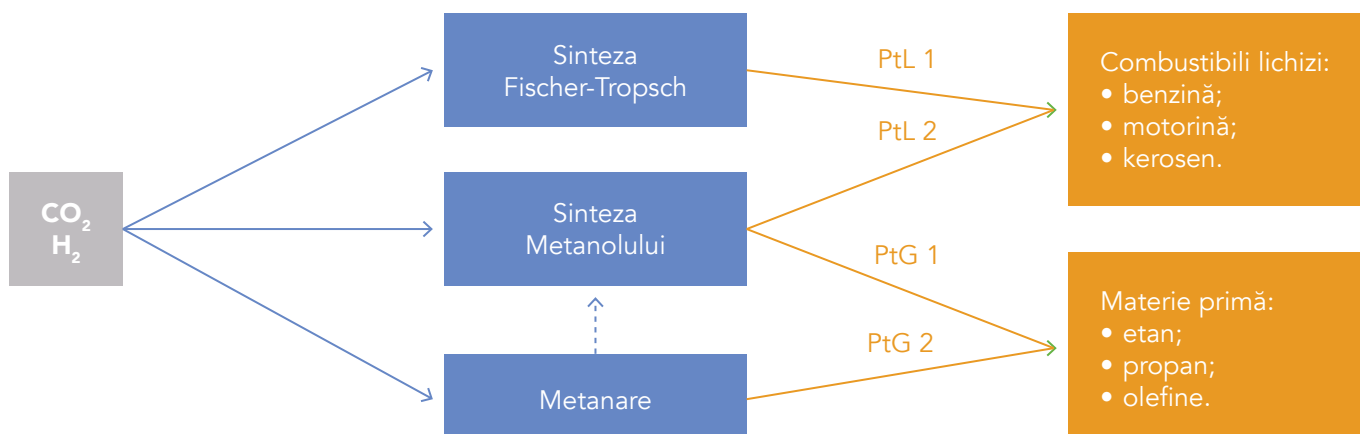 CO₂
H₂
Sinteza
Fischer-Tropsch
Sinteza
Metanolului
Metanare
PtL 1
PtL 2
PtG 1
PtG 2
Combustibili lichizi:
• benzină;
• motorină;
• kerosen.
Materie primă:
• etan;
• propan;
• olefine.